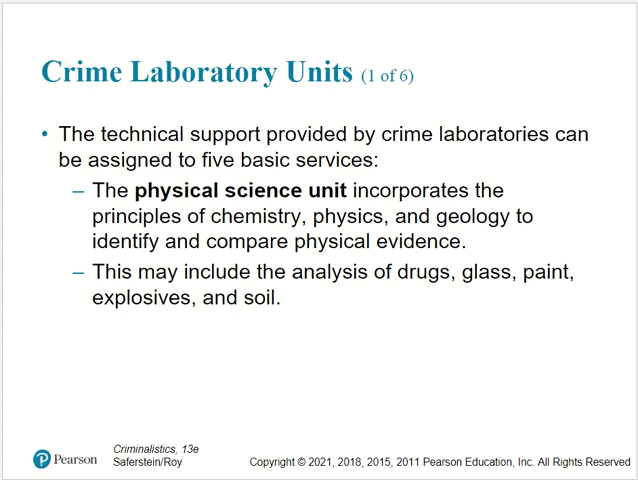 Crime Laboratory Units (1 of 6)
• The technical support provided by crime laboratories can
be assigned to five basic services:
– The physical science unit incorporates the
principles of chemistry, physics, and geology to
identify and compare physical evidence.
– This may include the analysis of drugs, glass, paint,
explosives, and soil.
Pearson
Criminalistics, 13e
Saferstein/Roy
Copyright © 2021, 2018, 2015, 2011 Pearson Education, Inc. All Rights Reserved